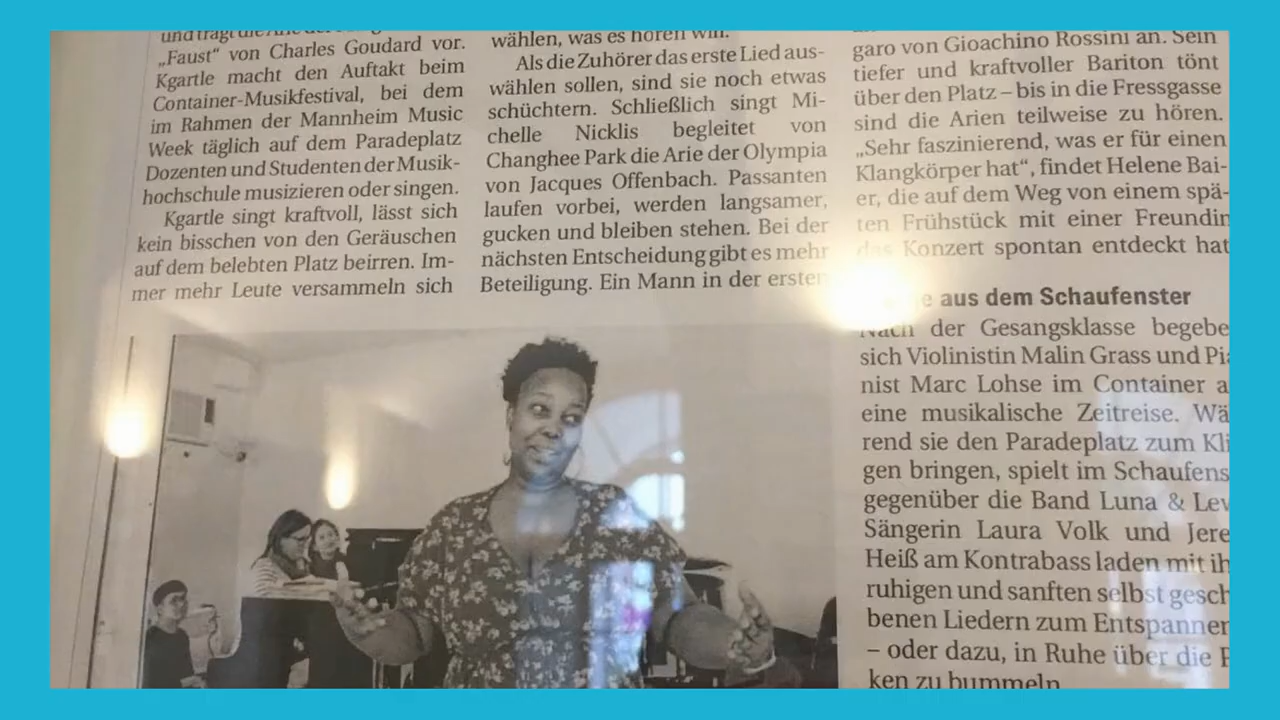 „Faust“ von Charles Goudard vor.
Kgartle macht den Auftakt beim
Container-Musikfestival, bei dem
im Rahmen der Mannheim Music
Week täglich auf dem Paradeplatz
Dozenten und Studenten der Musik-
hochschule musizieren oder singen.
Kgartle singt kraftvoll, lässt sich
kein bisschen von den Geräuschen
auf dem belebten Platz beirren. Im-
mer mehr Leute versammeln sich
wählen, was es hören will.
Als die Zuhörer das erste Lied aus-
wählen sollen, sind sie noch etwas
schüchtern. Schließlich singt Mi-
chelle Nicklis begleitet von
Changhee Park die Arie der Olympia
von Jacques Offenbach. Passanten
laufen vorbei, werden langsamer,
gucken und bleiben stehen. Bei der
nächsten Entscheidung gibt es mehr
Beteiligung. Ein Mann in der ersten
garo von Gioachino Rossini an. Sein
tiefer und kraftvoller Bariton tönt
über den Platz – bis in die Fressgasse
sind die Arien teilweise zu hören.
„Sehr faszinierend, was er für einen
Klangkörper hat“, findet Helene Bai-
er, die auf dem Weg von einem spä-
ten Frühstück mit einer Freundin
das Konzert spontan entdeckt hat
aus dem Schaufenster
Nach der Gesangsklasse begebe
sich Violinistin Malin Grass und Pia
nist Marc Lohse im Container a
eine musikalische Zeitreise. Wä
rend sie den Paradeplatz zum Kli
gen bringen, spielt im Schaufens
gegenüber die Band Luna & Lev
Sängerin Laura Volk und Jere
Heiß am Kontrabass laden mit ih
ruhigen und sanften selbst gesch
benen Liedern zum Entspannen
– oder dazu, in Ruhe über die P
ken zu bummeln